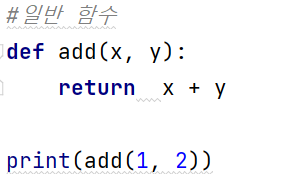 #일반 함수
def add(x, y):
    return  x + y

print(add(1, 2))